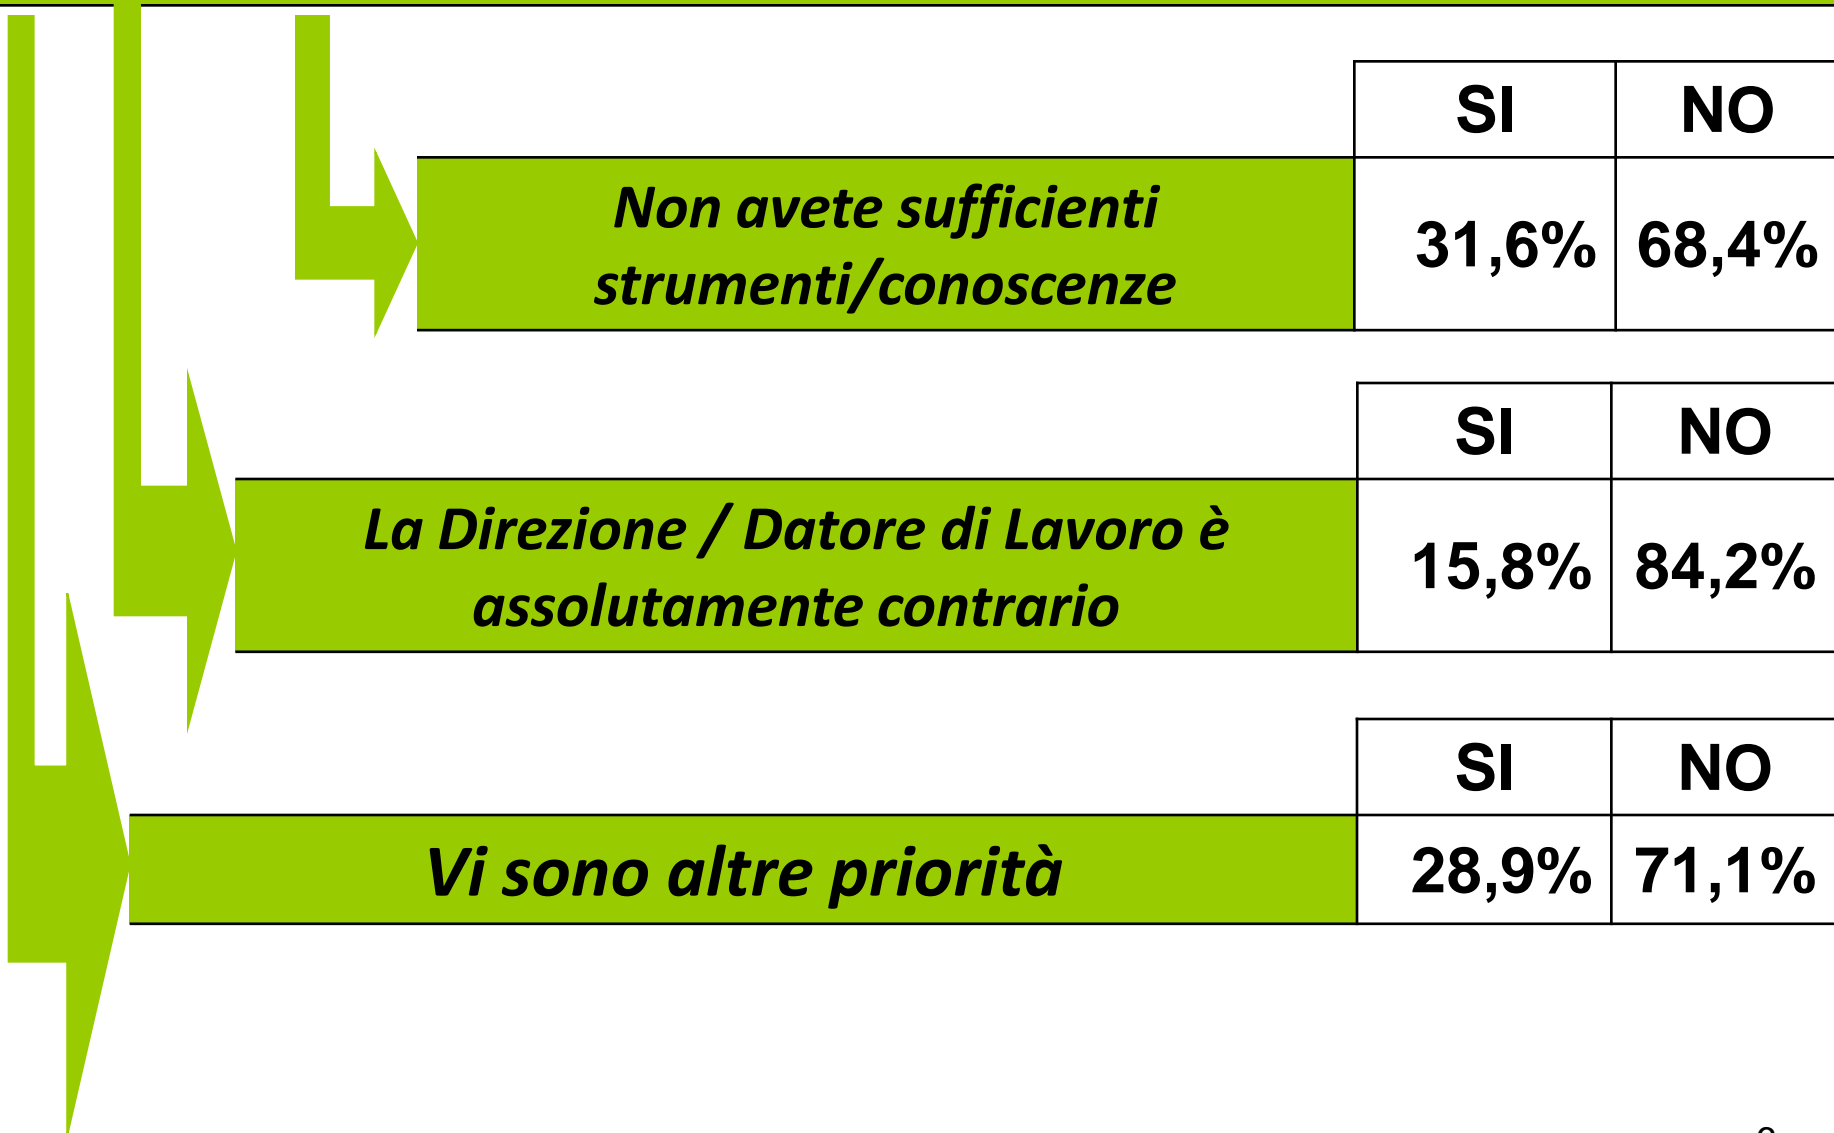 SI NO
Non avete sufficienti
strumenti/conoscenze
31,6% 68,4%
SI NO
La Direzione / Datore di Lavoro è
assolutamente contrario
15,8% 84,2%
SI NO
Vi sono altre priorità
28,9% 71,1%